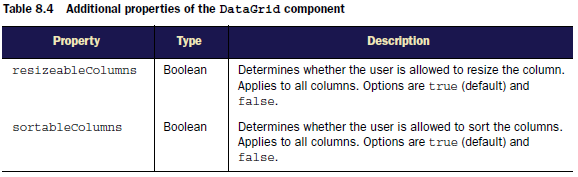 Table 8.4 Additional properties of the DataGrid component
Property Type Description
resizeableColumns Boolean Determines whether the user is allowed to resize the column.
Applies to all columns. Options are true (default) and
false.
sortableColumns Boolean Determines whether the user is allowed to sort the columns.
Applies to all columns. Options are true (default) and
false.